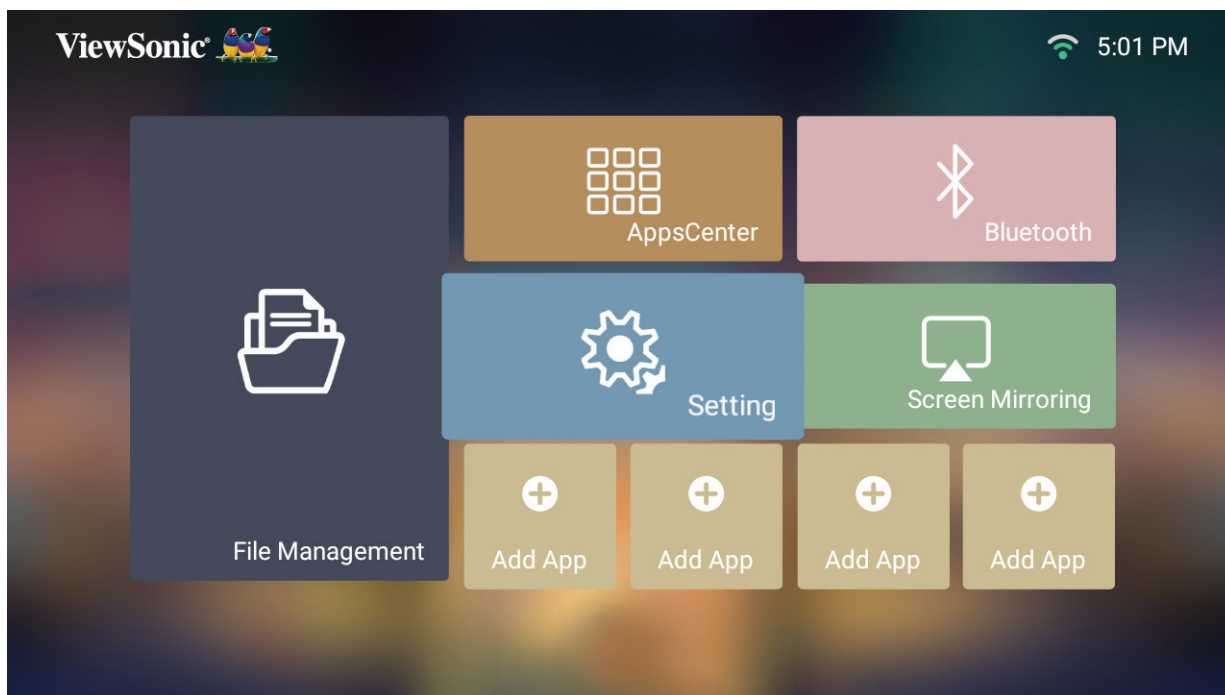 ViewSonic®
5:01 PM
AppsCenter
Bluetooth
Setting
Screen Mirroring
File Management
Add App
Add App
Add App
Add App